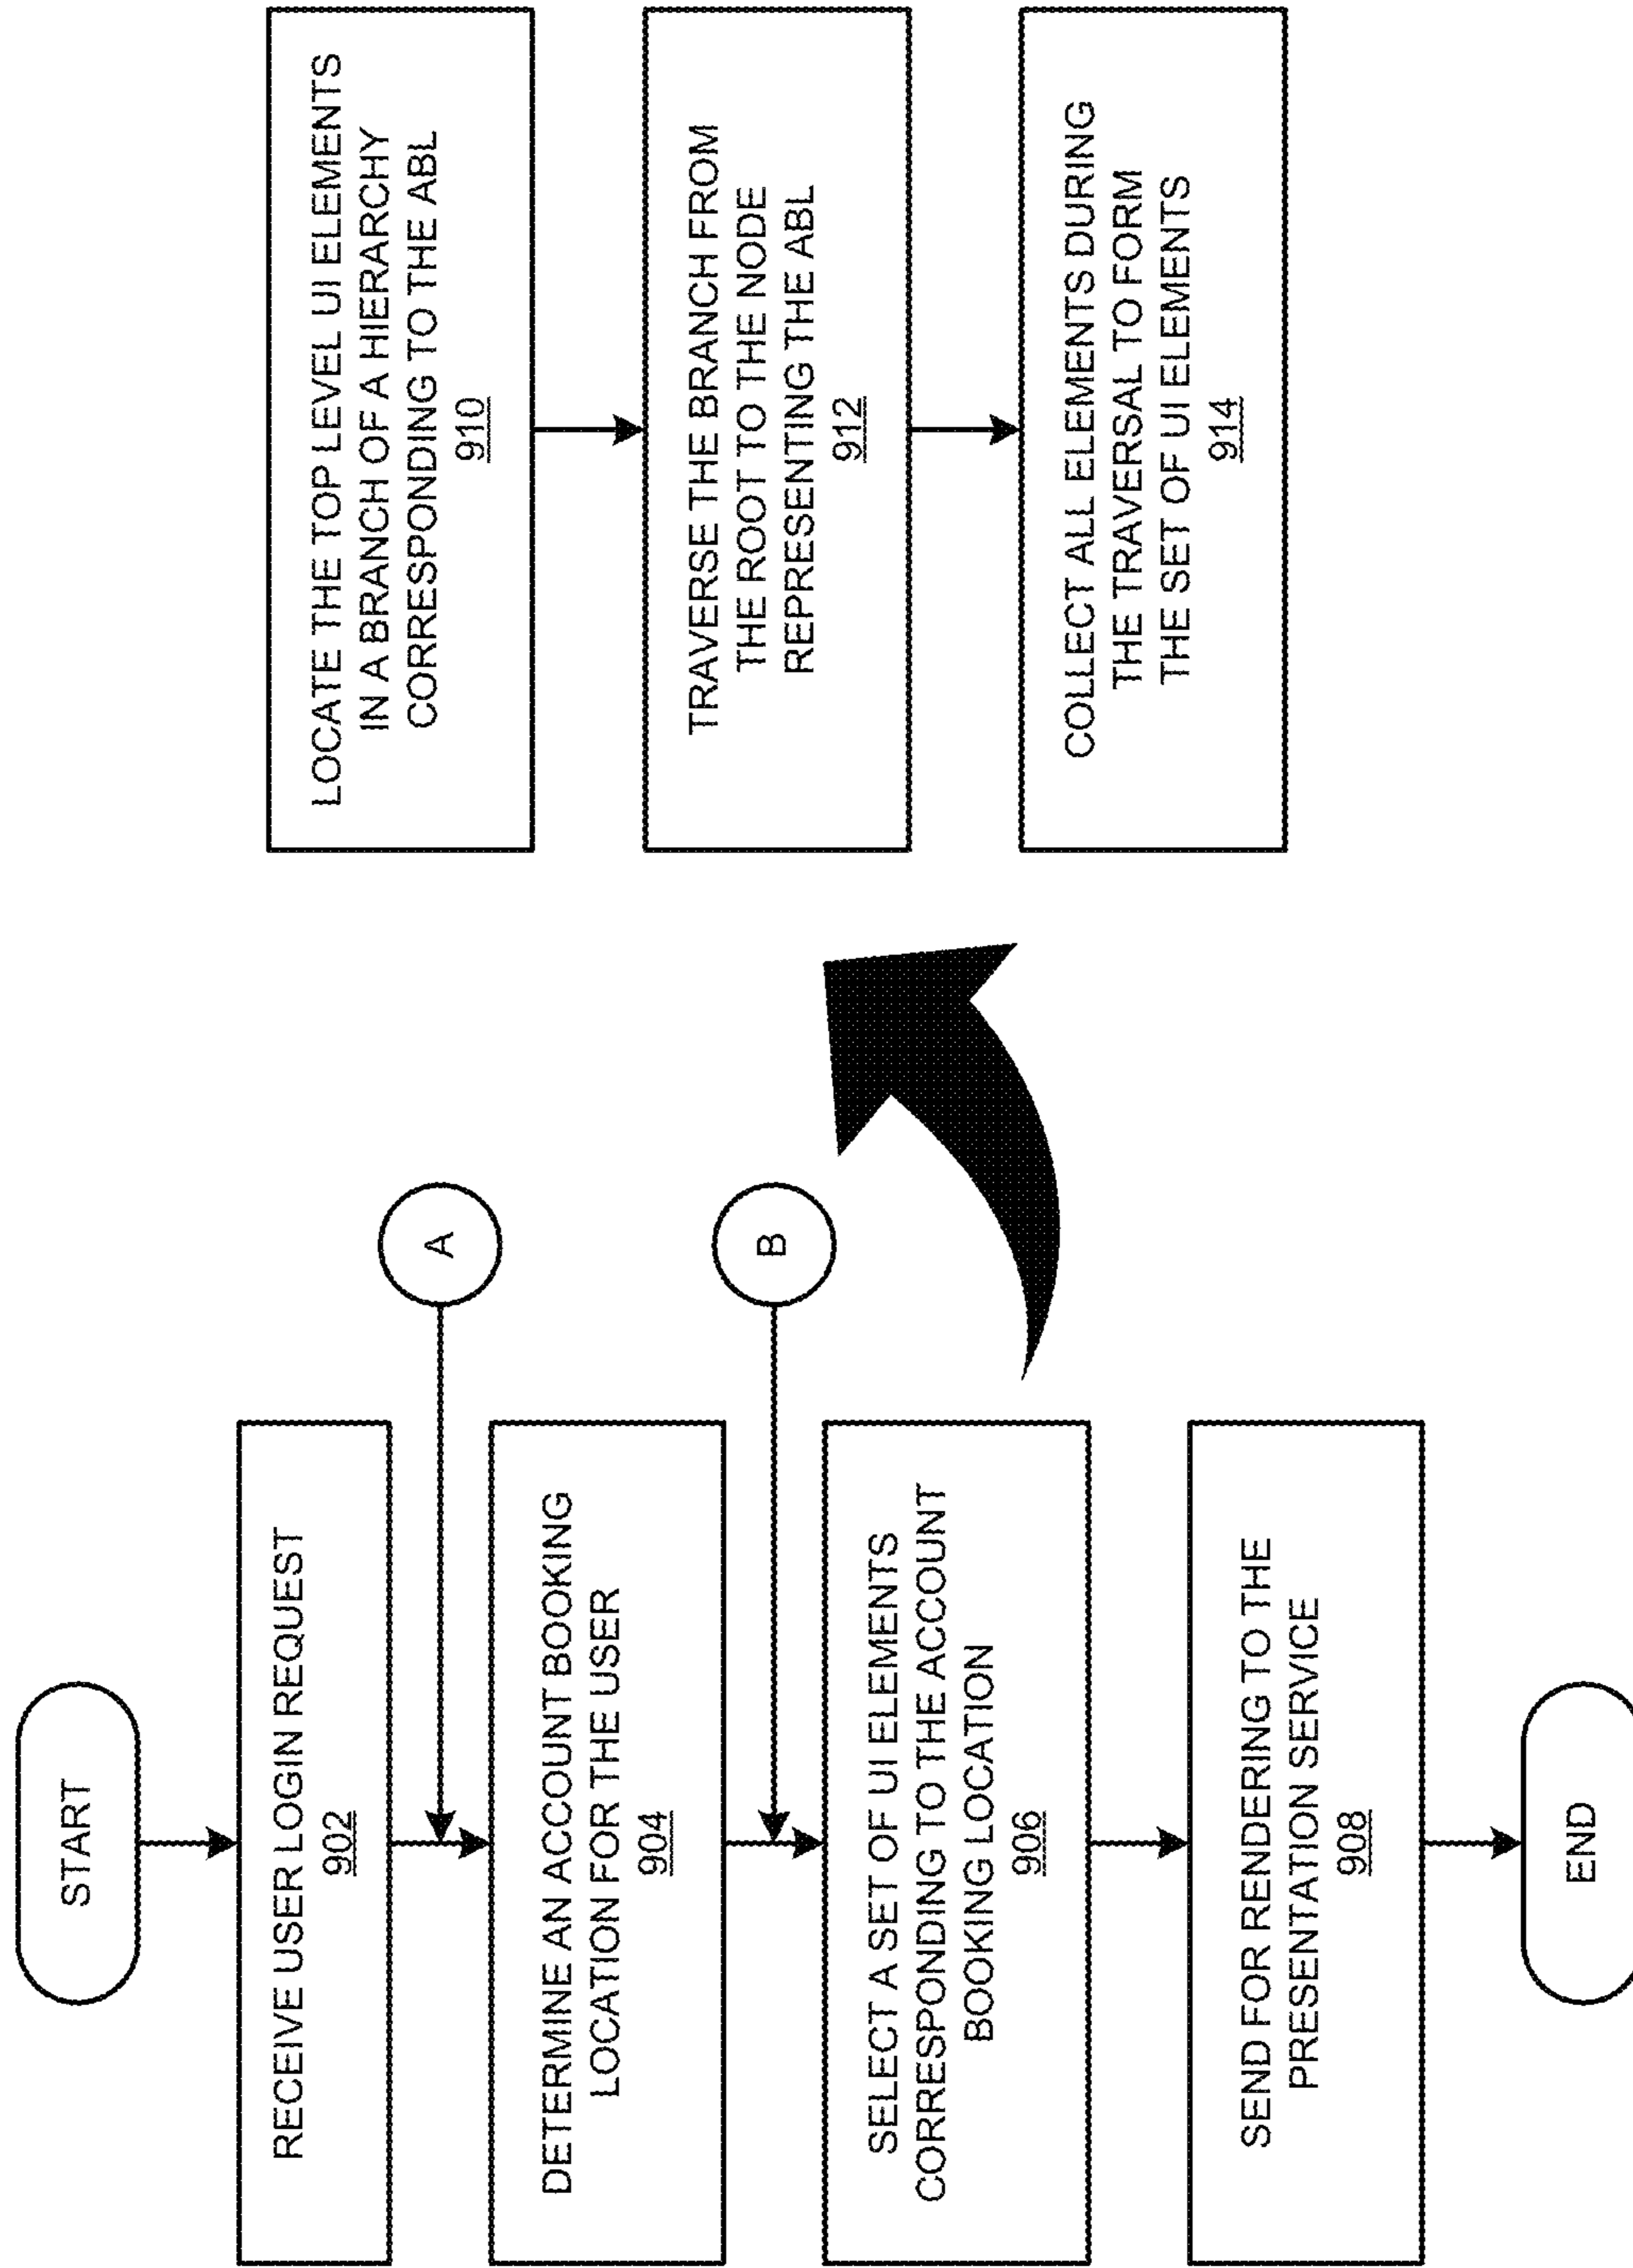 START
RECEIVE USER LOGIN REQUEST
902
A
DETERMINE AN ACCOUNT BOOKING
LOCATION FOR THE USER
904
B
SELECT A SET OF UI ELEMENTS
CORRESPONDING TO THE ACCOUNT
BOOKING LOCATION
906
SEND FOR RENDERING TO THE
PRESENTATION SERVICE
908
END
LOCATE THE TOP LEVEL UI ELEMENTS
IN A BRANCH OF A HIERARCHY
CORRESPONDING TO THE ABL
910
TRAVERSE THE BRANCH FROM
THE ROOT TO THE NODE
REPRESENTING THE ABL
912
COLLECT ALL ELEMENTS DURING
THE TRAVERSAL TO FORM
THE SET OF UI ELEMENTS
914